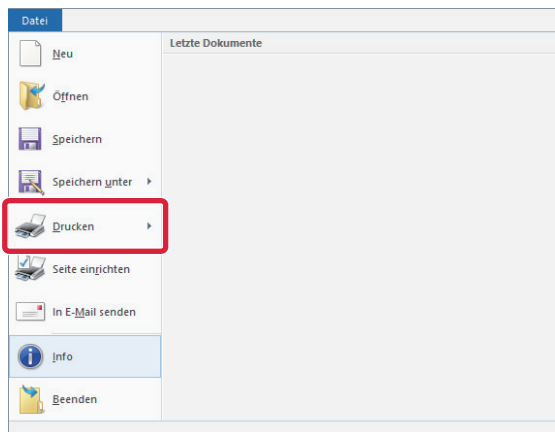 Datei
Letzte Dokumente
Neu
Öffnen
Speichern
Speichern unter
Drucken
Seite einrichten
In E-Mail senden
Info
Beenden